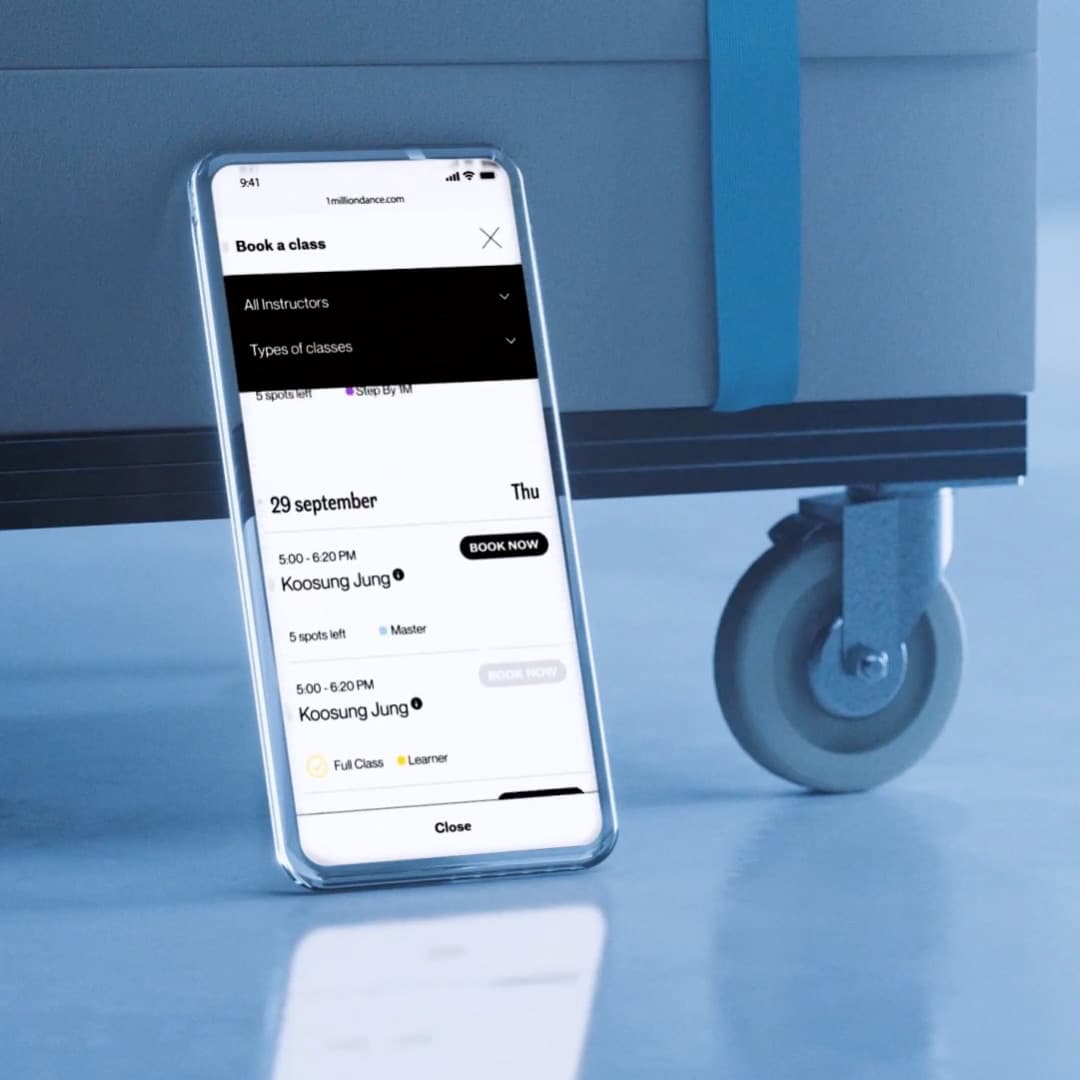 9:41
1milliondance.com
Book a class
All Instructors
Types of classes
5 spots left Step By 1M
29 september Thu
5:00 - 6:20 PM BOOK NOW
Koosung Jung
5 spots left Master
5:00 - 6:20 PM BOOK NOW
Koosung Jung
Full Class Learner
Close